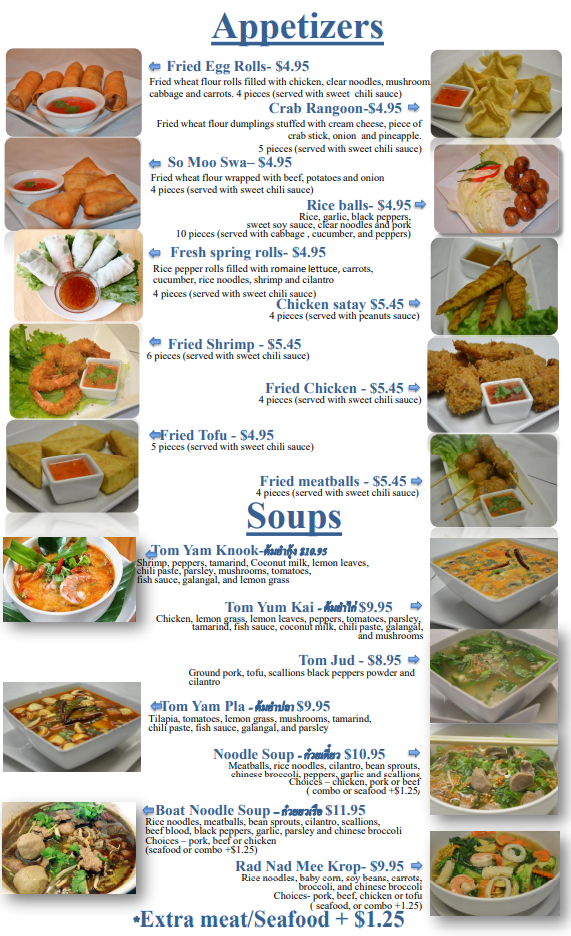 Appetizers
Fried Egg Rolls- $4.95
Fried wheat flour rolls filled with chicken, clear noodles, mushroom
cabbage and carrots. 4 pieces (served with sweet chili sauce)
Crab Rangoon-$4.95
Fried wheat flour dumplings stuffed with cream cheese, piece of
crab stick, onion and pineapple.
5 pieces (served with sweet chili sauce)
So Moo Swa– $4.95
Fried wheat flour wrapped with beef, potatoes and onion
4 pieces (served with sweet chili sauce)
Rice balls- $4.95
Rice, garlic, black peppers,
sweet soy sauce, clear noodles and pork
10 pieces (served with cabbage , cucumber, and peppers)
Fresh spring rolls- $4.95
Rice pepper rolls filled with romaine lettuce, carrots,
cucumber, rice noodles, shrimp and cilantro
4 pieces (served with sweet chili sauce)
Chicken satay $5.45
4 pieces (served with peanuts sauce)
Fried Shrimp - $5.45
6 pieces (served with sweet chili sauce)
Fried Chicken - $5.45
4 pieces (served with sweet chili sauce)
Fried Tofu - $4.95
5 pieces (served with sweet chili sauce)
Fried meatballs - $5.45
4 pieces (served with sweet chili sauce)
Soups
Tom Yam Knook-ต้มยำกุ้ง $10.95
Shrimp, peppers, tamarind, Coconut milk, lemon leaves,
chili paste, parsley, mushrooms, tomatoes,
fish sauce, galangal, and lemon grass
Tom Yum Kai - ต้มยำไก่ $9.95
Chicken, lemon grass, lemon leaves, peppers, tomatoes, parsley,
tamarind, fish sauce, coconut milk, chili paste, galangal,
and mushrooms
Tom Jud - $8.95
Ground pork, tofu, scallions black peppers powder and
cilantro
Tom Yam Pla - ต้มยำปลา $9.95
Tilapia, tomatoes, lemon grass, mushrooms, tamarind,
chili paste, fish sauce, galangal, and parsley
Noodle Soup - ก๋วยเตี๋ยว $10.95
Meatballs, rice noodles, cilantro, bean sprouts,
chinese broccoli, peppers, garlic and scallions
Choices – chicken, pork or beef
( combo or seafood +$1.25)
Boat Noodle Soup – $11.95
Rice noodles, meatballs, bean sprouts, cilantro, scallions,
beef blood, black peppers, garlic, parsley and chinese broccoli
Choices – pork, beef or chicken
(seafood or combo +$1.25)
Rad Nad Mee Krop- $9.95
Rice noodles, baby corn, soy beans, carrots,
broccoli, and chinese broccoli
Choices- pork, beef, chicken or tofu
( seafood, or combo +1.25)
*Extra meat/Seafood + $1.25